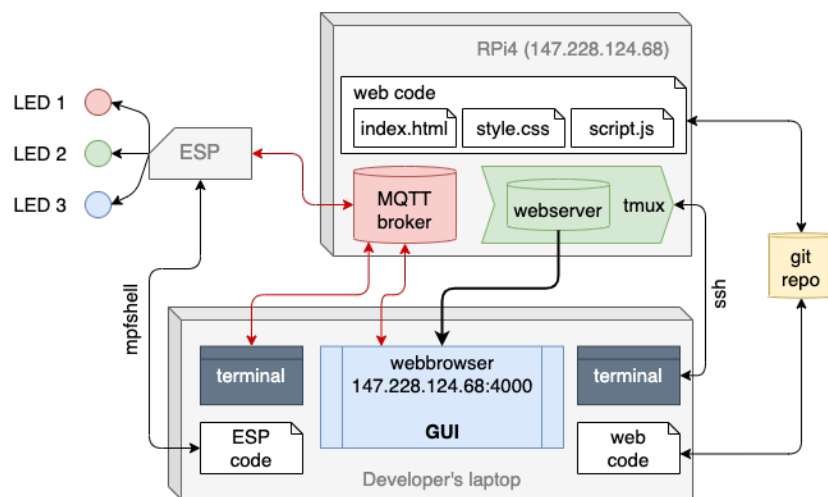 RPi4 (147.228.124.68)
web code
index.html
style.css
script.js
LED 1
LED 2
LED 3
ESP
MQTT
broker
webserver
tmux
git
repo
mpfshell
ssh
terminal
webbrowser
147.228.124.68:4000
GUI
terminal
ESP
code
web
code
Developer's laptop